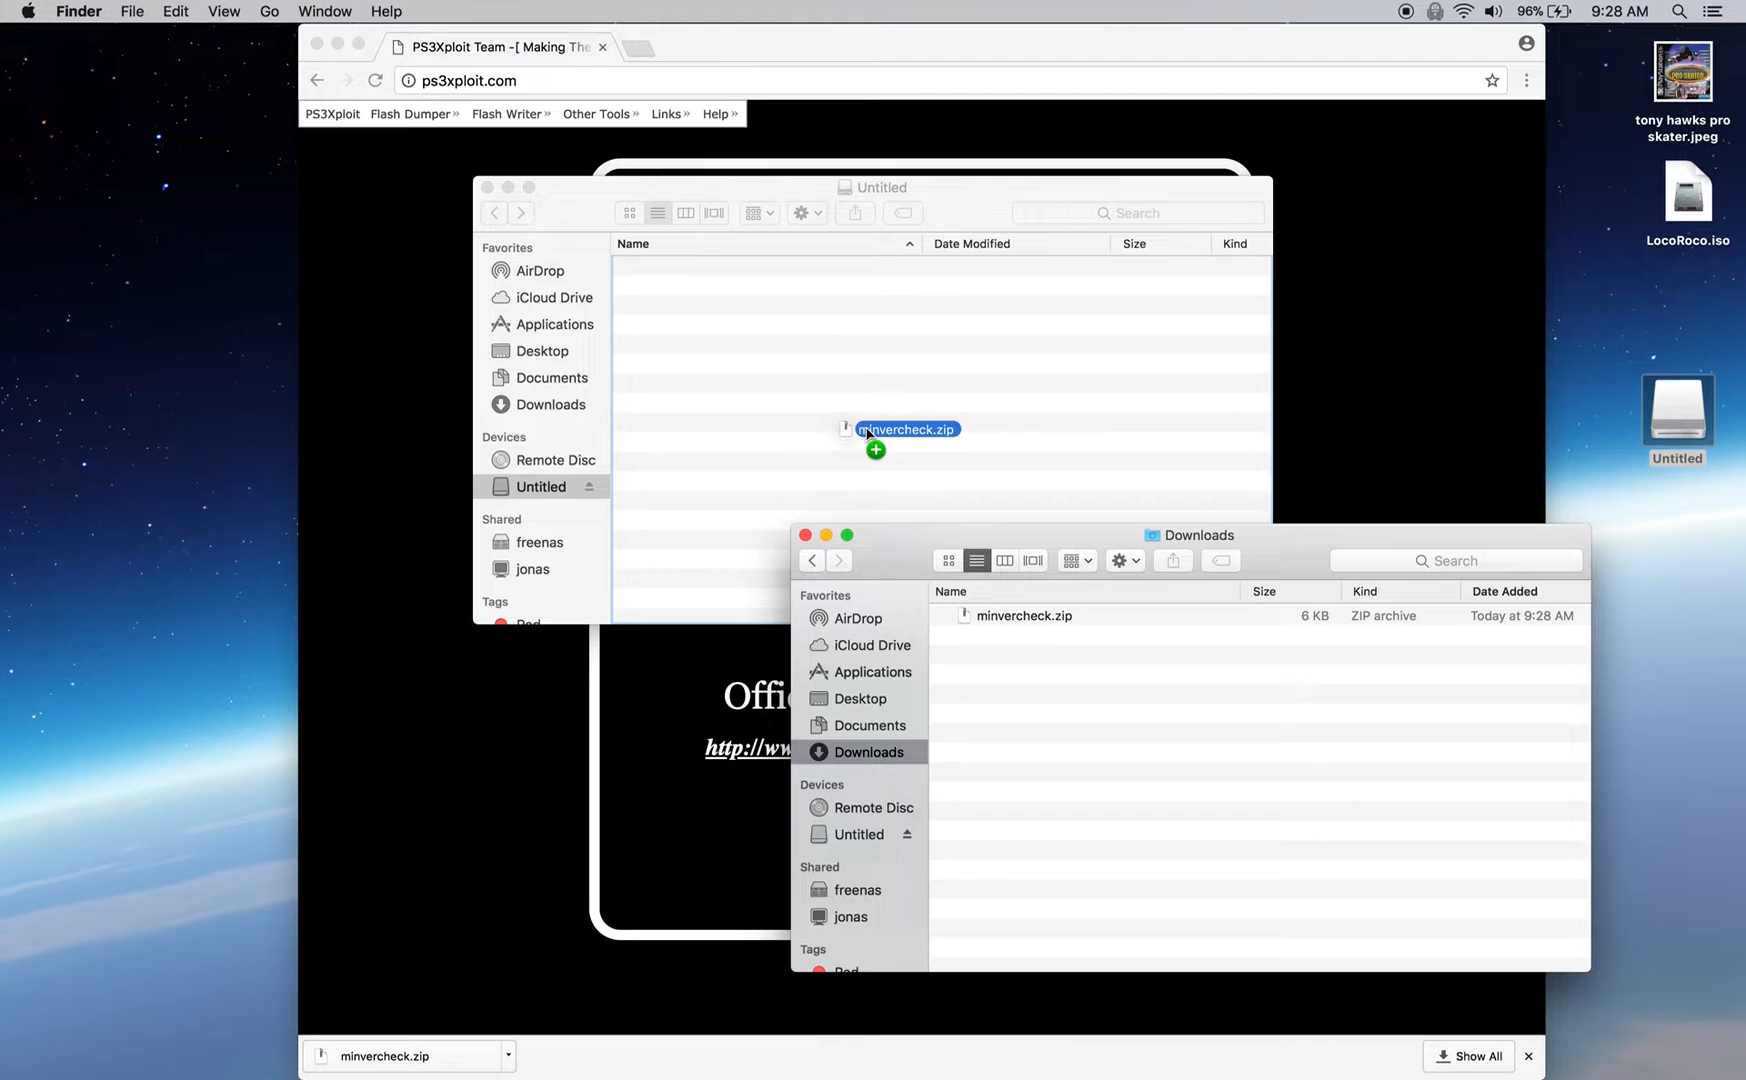 Finder File Edit View Go Window Help
96% 9:28 AM
PS3Xploit Team -[ Making The
ps3xploit.com
PS3Xploit Flash Dumper» Flash Writer» Other Tools» Links» Help»
tony hawks pro
skater.jpeg
LocoRoco.iso
Untitled
Untitled
Search
Favorites
AirDrop
iCloud Drive
Applications
Desktop
Documents
Downloads
Devices
Remote Disc
Untitled
Shared
freenas
jonas
Tags
Name Date Modified Size Kind
minvercheck.zip
Downloads
Search
Favorites
AirDrop
iCloud Drive
Applications
Desktop
Documents
Downloads
Devices
Remote Disc
Untitled
Shared
freenas
jonas
Tags
Name Size Kind Date Added
minvercheck.zip 6 KB ZIP archive Today at 9:28 AM
minvercheck.zip
Show All